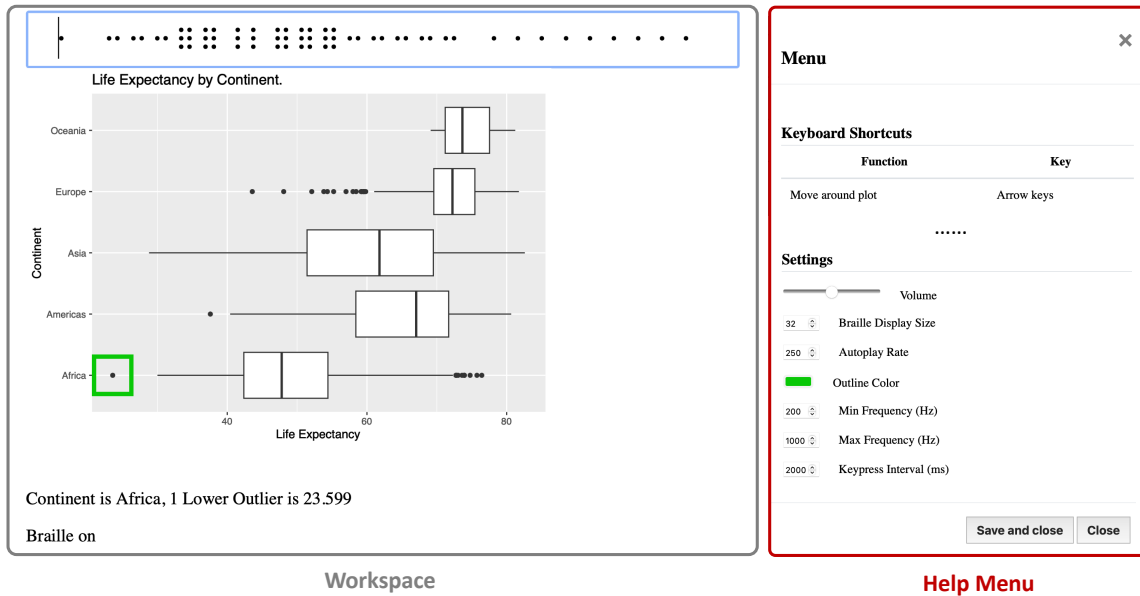 Life Expectancy by Continent.
Oceania
Europe
Asia
Americas
Africa
Continent
40 60 80
Life Expectancy
Continent is Africa, 1 Lower Outlier is 23.599
Braille on
Workspace
×
Menu
Keyboard Shortcuts
Function Key
Move around plot Arrow keys
......
Settings
Volume
32 Braille Display Size
250 Autoplay Rate
Outline Color
200 Min Frequency (Hz)
1000 Max Frequency (Hz)
2000 Keypress Interval (ms)
Save and close Close
Help Menu